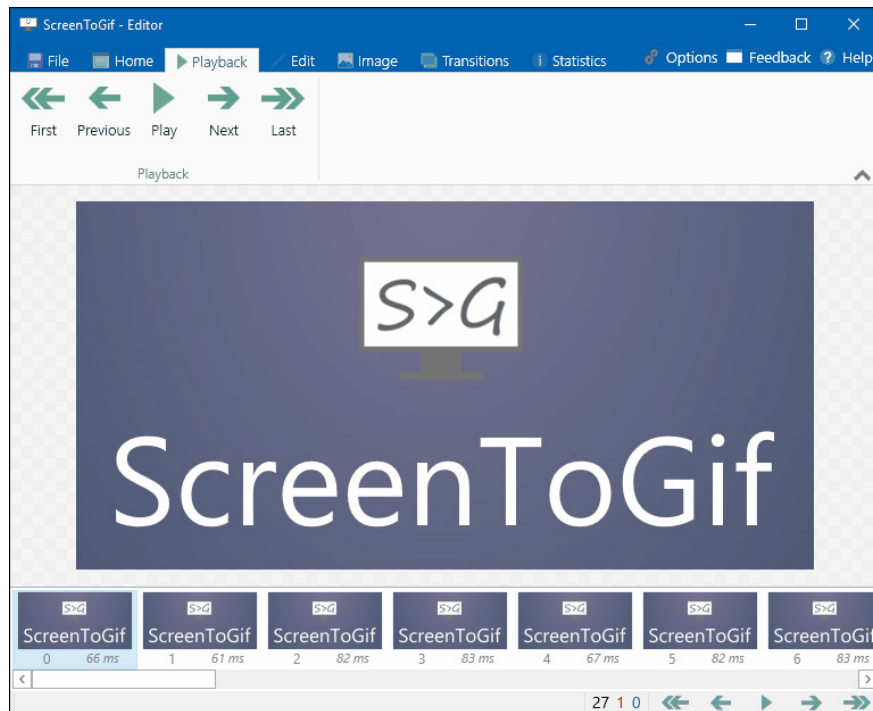 ScreenToGif - Editor
File Home Playback Edit Image Transitions Statistics Options Feedback Help
First Previous Play Next Last
Playback
S>G
ScreenToGif
S>G S>G S>G S>G S>G S>G S>G
ScreenToGif ScreenToGif ScreenToGif ScreenToGif ScreenToGif ScreenToGif ScreenToGif
0 66 ms 1 61 ms 2 82 ms 3 83 ms 4 67 ms 5 82 ms 6 83 ms
27 1 0